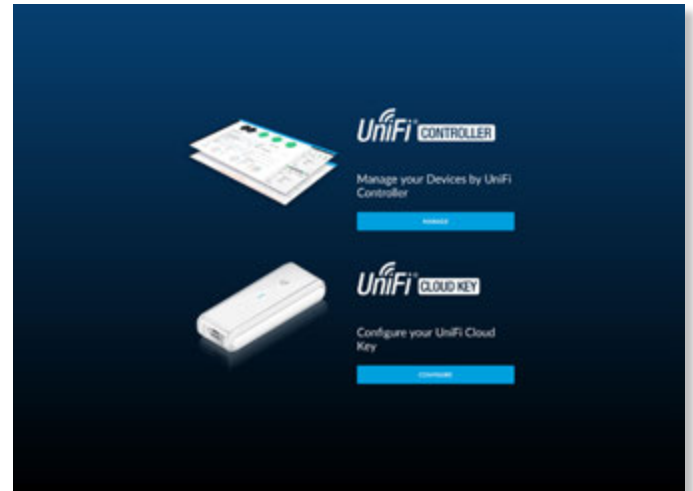 UniFi CONTROLLER
Manage your Devices by UniFi
Controller
MANAGE
UniFi CLOUD KEY
Configure your UniFi Cloud
Key
CONFIGURE